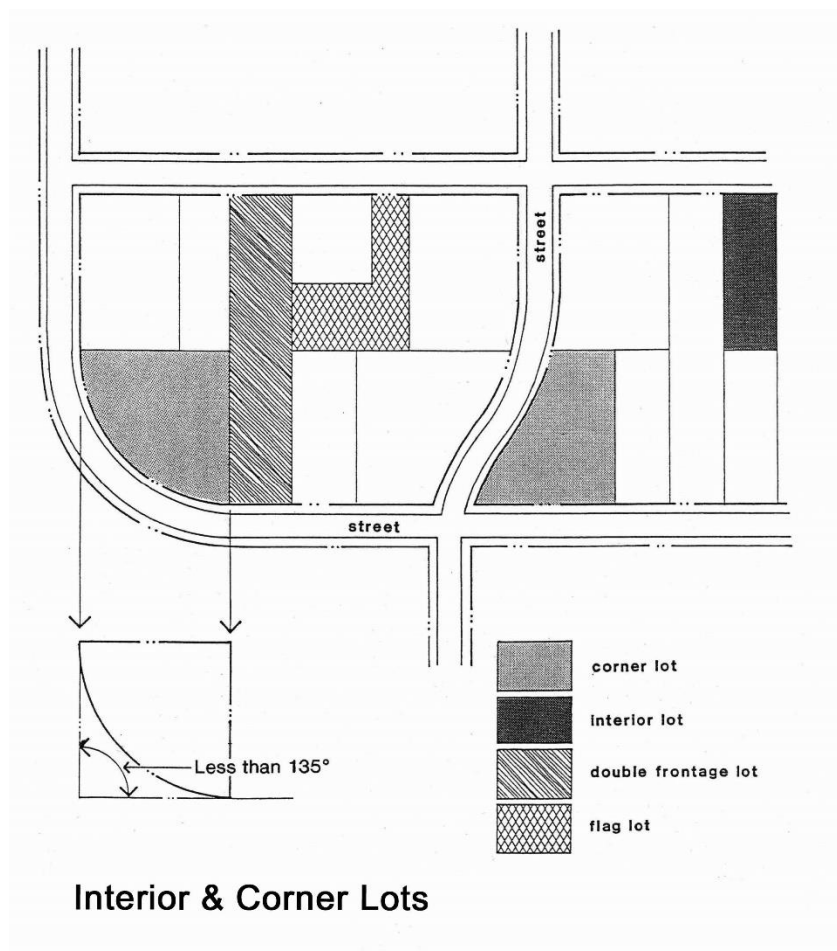 street
street
Less than 135°
corner lot
interior lot
double frontage lot
flag lot
Interior & Corner Lots